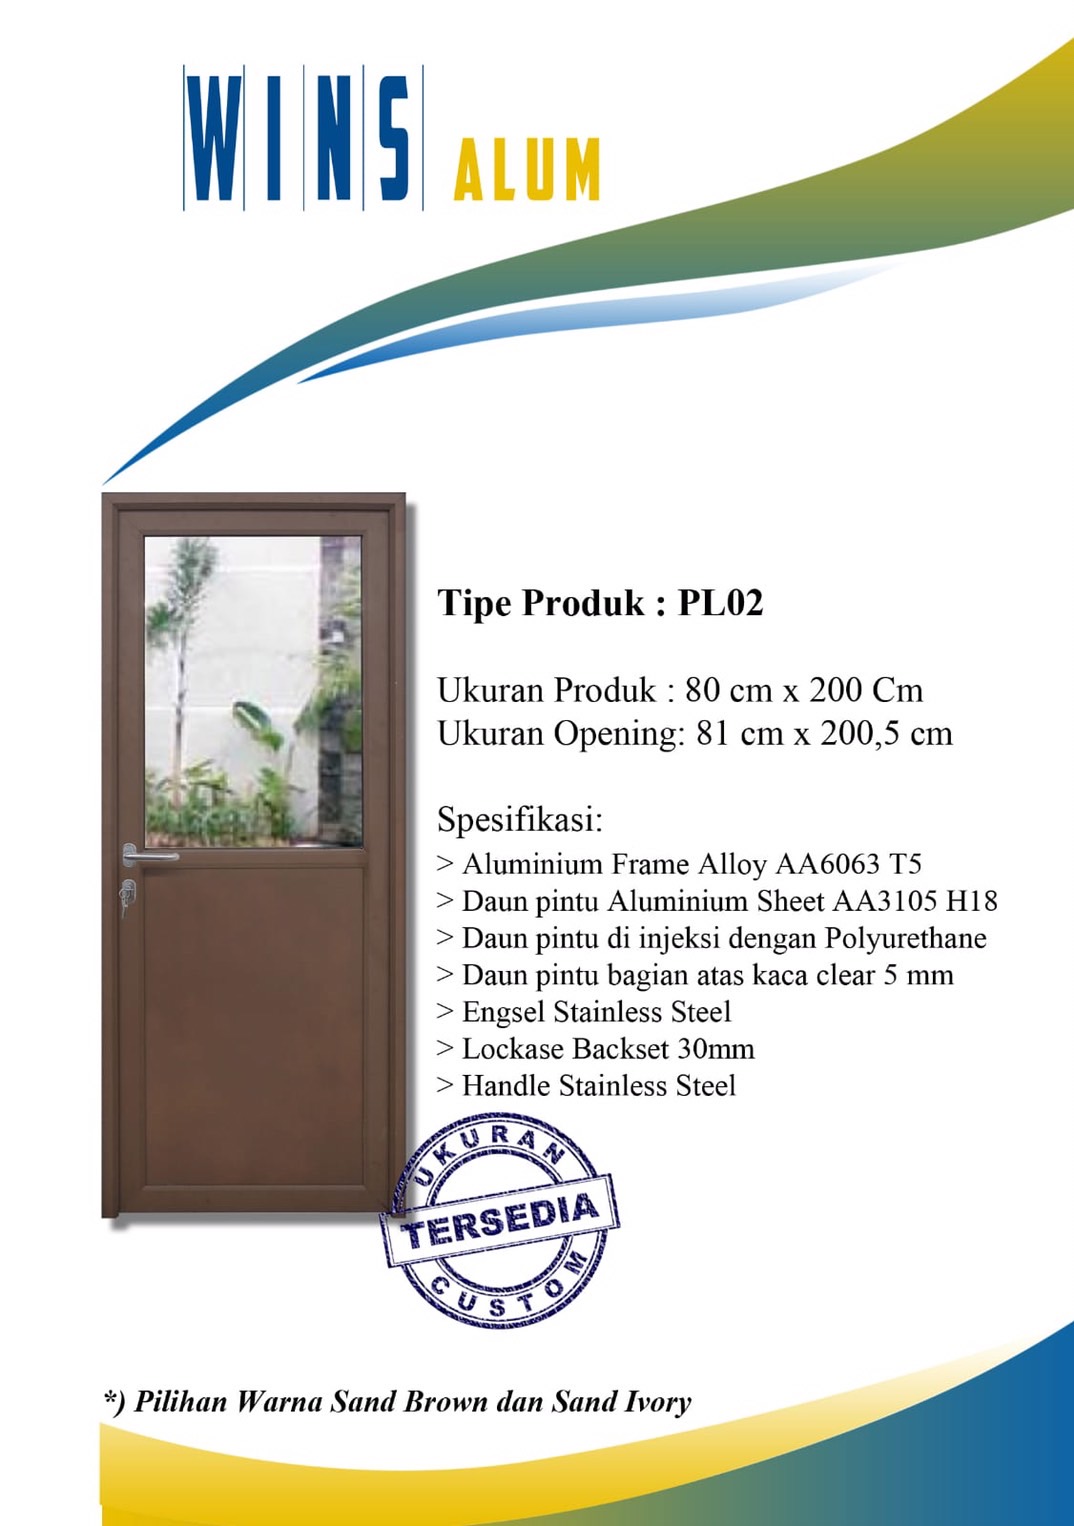 WINS ALUM
Tipe Produk : PL02
Ukuran Produk : 80 cm x 200 Cm
Ukuran Opening: 81 cm x 200,5 cm
Spesifikasi:
> Aluminium Frame Alloy AA6063 T5
> Daun pintu Aluminium Sheet AA3105 H18
> Daun pintu di injeksi dengan Polyurethane
> Daun pintu bagian atas kaca clear 5 mm
> Engsel Stainless Steel
> Lockase Backset 30mm
> Handle Stainless Steel
UKURAN
TERSEDIA
CUSTOM
*) Pilihan Warna Sand Brown dan Sand Ivory